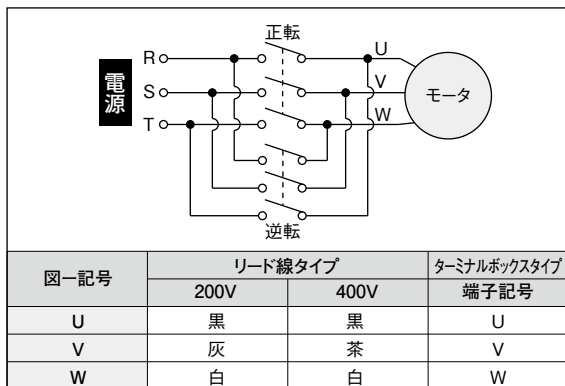 正転
R
U
S
V
T
W
電源
モータ
逆転
図一記号 リード線タイプ ターミナルボックスタイプ
200V 400V 端子記号
U 黒 黒 U
V 灰 茶 V
W 白 白 W